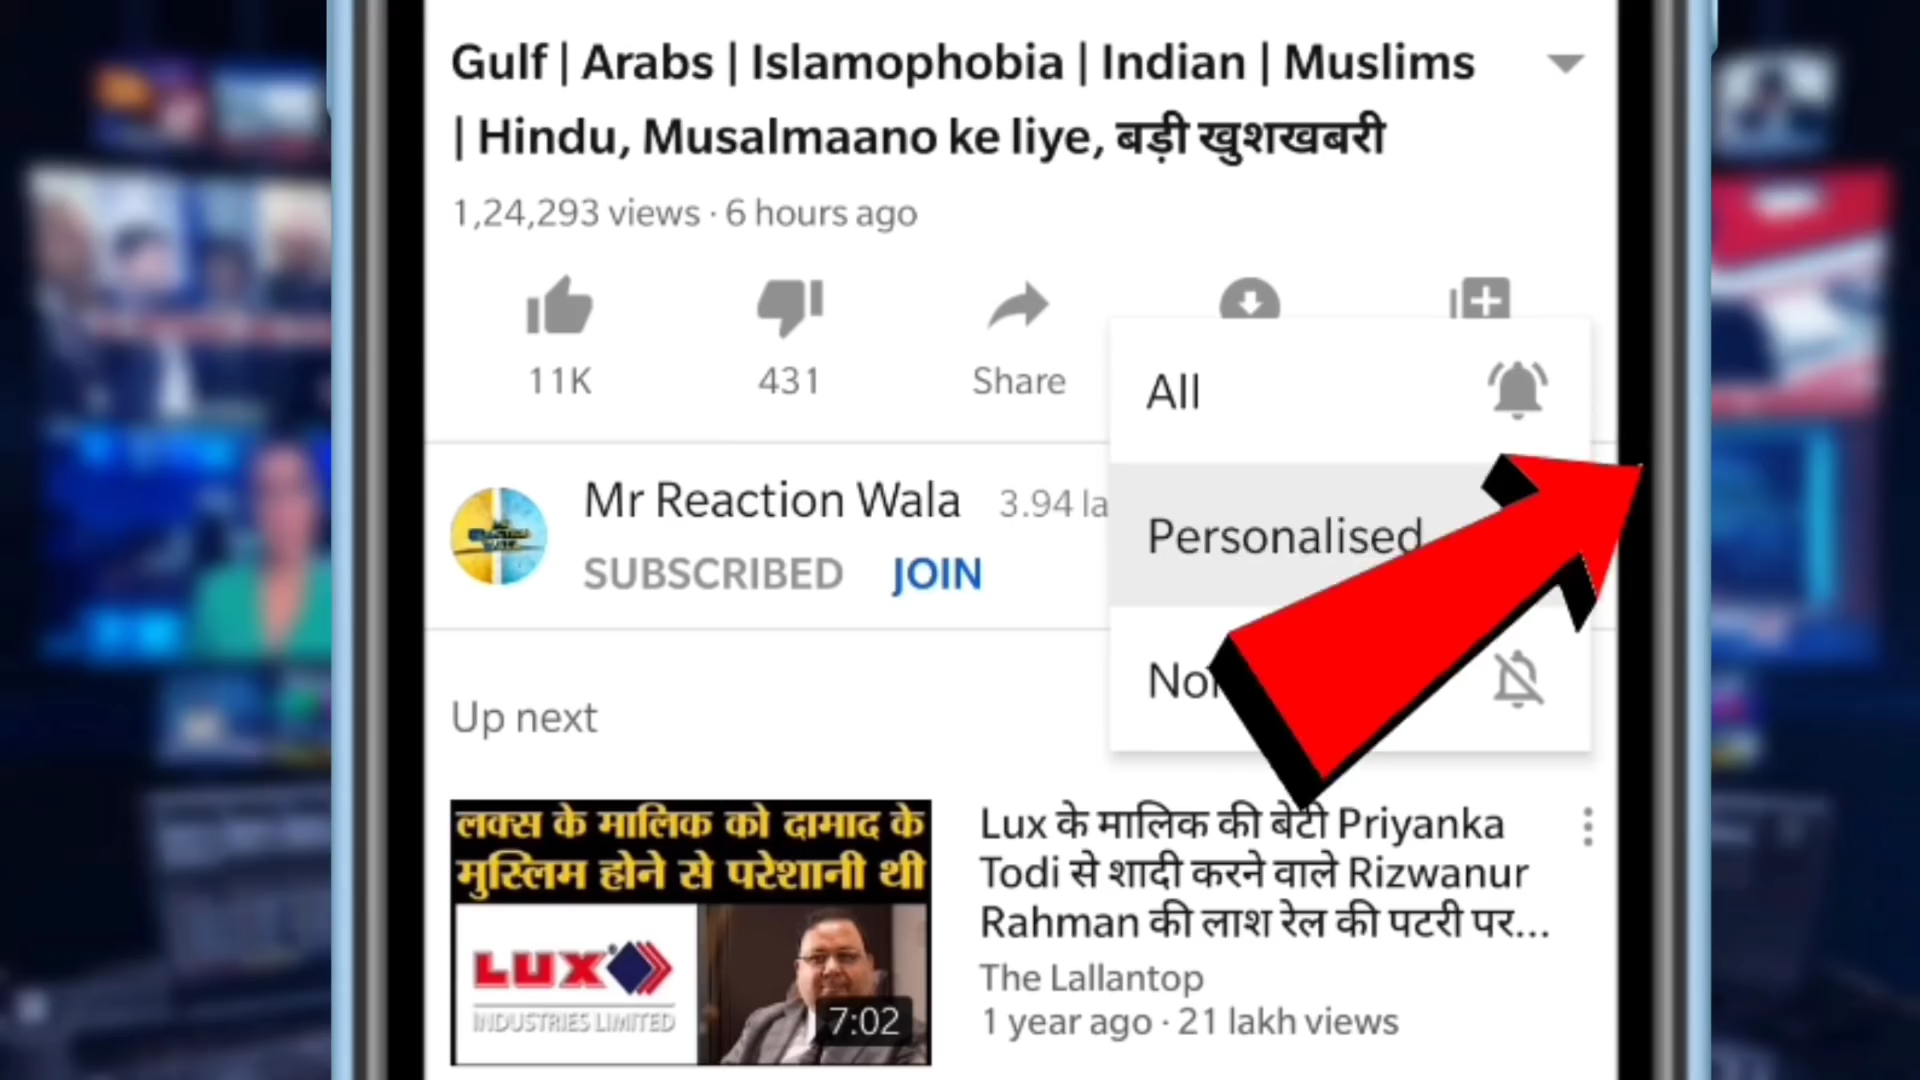 Gulf | Arabs | Islamophobia | Indian | Muslims
| Hindu, Musalmaano ke liye, बड़ी खुशखबरी
1,24,293 views · 6 hours ago
11K
431
Share
All
Mr Reaction Wala 3.94 la
SUBSCRIBED JOIN
Personalised
Up next
लक्स के मालिक को दामाद के
मुस्लिम होने से परेशानी थी
LUX
INDUSTRIES LIMITED
7:02
Lux के मालिक की बेटी Priyanka
Todi से शादी करने वाले Rizwanur
Rahman की लाश रेल की पटरी पर...
The Lallantop
1 year ago · 21 lakh views